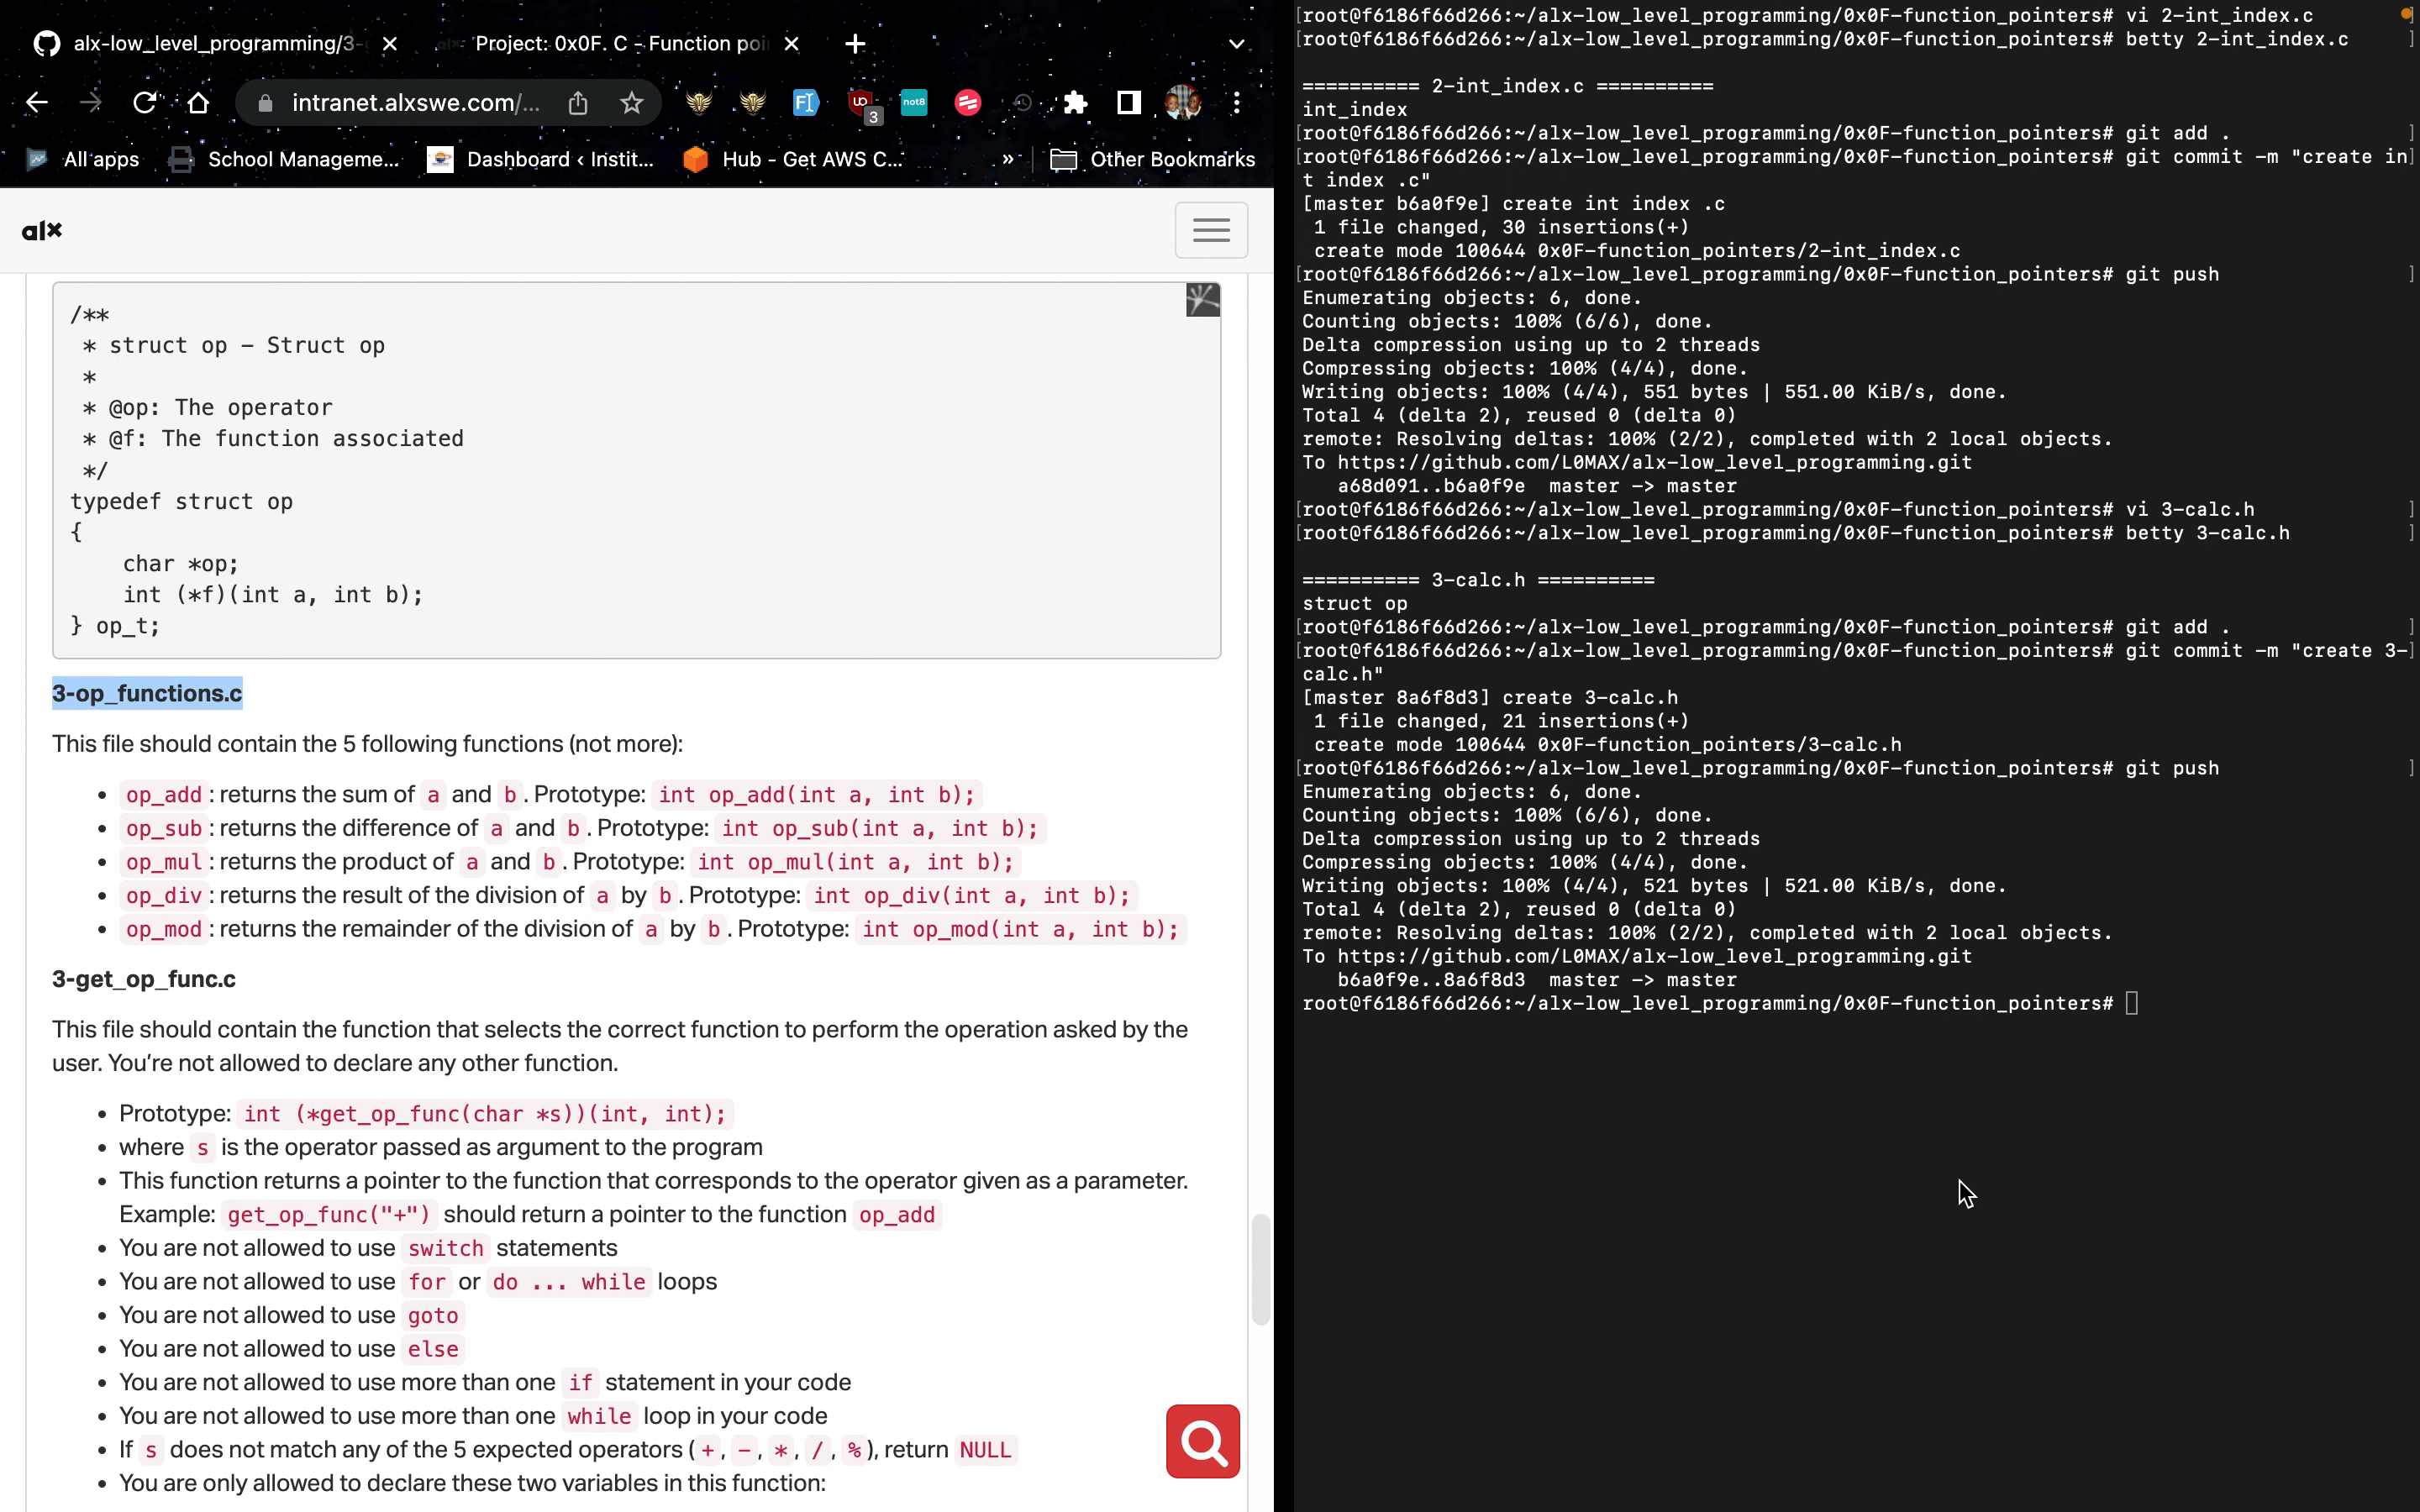 alx-low_level_programming/3-
Project: 0x0F. C - Function poi
intranet.alxswe.com/...
FI
UD
3
not8
All apps
School Manageme...
Dashboard ‹ Instit...
Hub - Get AWS C...
»
Other Bookmarks
alx
/**
 * struct op - Struct op
 *
 * @op: The operator
 * @f: The function associated
 */
typedef struct op
{
    char *op;
    int (*f)(int a, int b);
} op_t;
3-op_functions.c
This file should contain the 5 following functions (not more):
• op_add : returns the sum of a and b . Prototype: int op_add(int a, int b);
• op_sub : returns the difference of a and b . Prototype: int op_sub(int a, int b);
• op_mul : returns the product of a and b . Prototype: int op_mul(int a, int b);
• op_div : returns the result of the division of a by b . Prototype: int op_div(int a, int b);
• op_mod : returns the remainder of the division of a by b . Prototype: int op_mod(int a, int b);
3-get_op_func.c
This file should contain the function that selects the correct function to perform the operation asked by the
user. You're not allowed to declare any other function.
• Prototype: int (*get_op_func(char *s))(int, int);
• where s is the operator passed as argument to the program
• This function returns a pointer to the function that corresponds to the operator given as a parameter.
Example: get_op_func("+") should return a pointer to the function op_add
• You are not allowed to use switch statements
• You are not allowed to use for or do ... while loops
• You are not allowed to use goto
• You are not allowed to use else
• You are not allowed to use more than one if statement in your code
• You are not allowed to use more than one while loop in your code
• If s does not match any of the 5 expected operators ( + , - , * , / , % ), return NULL
• You are only allowed to declare these two variables in this function:
[root@f6186f66d266:~/alx-low_level_programming/0x0F-function_pointers# vi 2-int_index.c ]
[root@f6186f66d266:~/alx-low_level_programming/0x0F-function_pointers# betty 2-int_index.c ]
========== 2-int_index.c ==========
int_index
[root@f6186f66d266:~/alx-low_level_programming/0x0F-function_pointers# git add . ]
[root@f6186f66d266:~/alx-low_level_programming/0x0F-function_pointers# git commit -m "create in]
t index .c"
[master b6a0f9e] create int index .c
 1 file changed, 30 insertions(+)
 create mode 100644 0x0F-function_pointers/2-int_index.c
[root@f6186f66d266:~/alx-low_level_programming/0x0F-function_pointers# git push ]
Enumerating objects: 6, done.
Counting objects: 100% (6/6), done.
Delta compression using up to 2 threads
Compressing objects: 100% (4/4), done.
Writing objects: 100% (4/4), 551 bytes | 551.00 KiB/s, done.
Total 4 (delta 2), reused 0 (delta 0)
remote: Resolving deltas: 100% (2/2), completed with 2 local objects.
To https://github.com/L0MAX/alx-low_level_programming.git
   a68d091..b6a0f9e  master -> master
[root@f6186f66d266:~/alx-low_level_programming/0x0F-function_pointers# vi 3-calc.h ]
[root@f6186f66d266:~/alx-low_level_programming/0x0F-function_pointers# betty 3-calc.h ]
========== 3-calc.h ==========
struct op
[root@f6186f66d266:~/alx-low_level_programming/0x0F-function_pointers# git add . ]
[root@f6186f66d266:~/alx-low_level_programming/0x0F-function_pointers# git commit -m "create 3-]
calc.h"
[master 8a6f8d3] create 3-calc.h
 1 file changed, 21 insertions(+)
 create mode 100644 0x0F-function_pointers/3-calc.h
[root@f6186f66d266:~/alx-low_level_programming/0x0F-function_pointers# git push ]
Enumerating objects: 6, done.
Counting objects: 100% (6/6), done.
Delta compression using up to 2 threads
Compressing objects: 100% (4/4), done.
Writing objects: 100% (4/4), 521 bytes | 521.00 KiB/s, done.
Total 4 (delta 2), reused 0 (delta 0)
remote: Resolving deltas: 100% (2/2), completed with 2 local objects.
To https://github.com/L0MAX/alx-low_level_programming.git
   b6a0f9e..8a6f8d3  master -> master
root@f6186f66d266:~/alx-low_level_programming/0x0F-function_pointers#